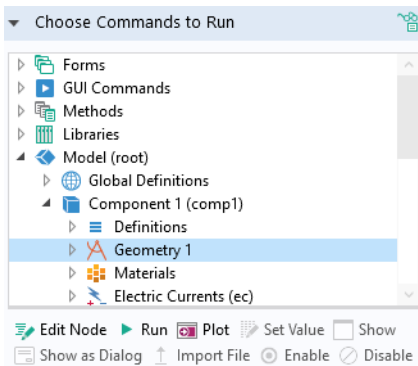 Choose Commands to Run
Forms
GUI Commands
Methods
Libraries
Model (root)
Global Definitions
Component 1 (comp1)
Definitions
Geometry 1
Materials
Electric Currents (ec)
Edit Node Run Plot Set Value Show
Show as Dialog Import File Enable Disable